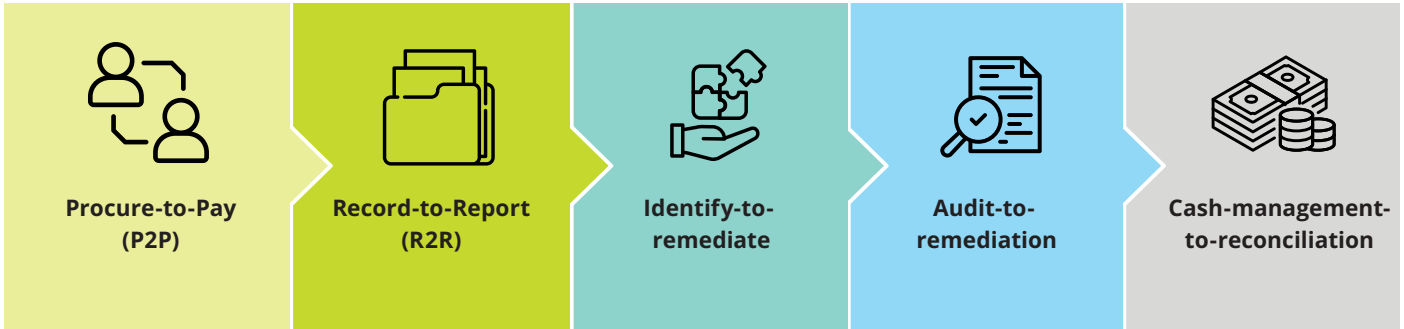 Procure-to-Pay
(P2P)
Record-to-Report
(R2R)
Identify-to-
remediate
Audit-to-
remediation
Cash-management-
to-reconciliation